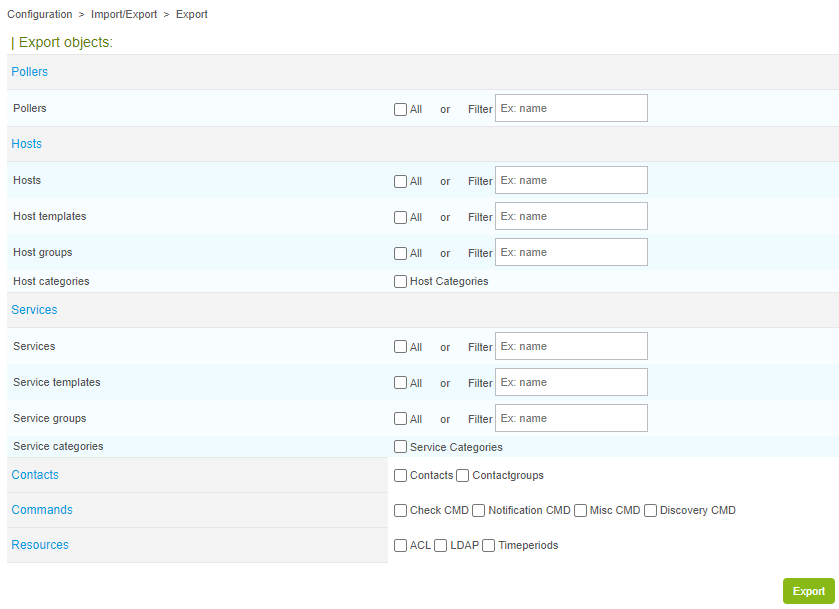 Configuration > Import/Export > Export
| Export objects:
Pollers
Pollers All or Filter Ex: name
Hosts
Hosts All or Filter Ex: name
Host templates All or Filter Ex: name
Host groups All or Filter Ex: name
Host categories Host Categories
Services
Services All or Filter Ex: name
Service templates All or Filter Ex: name
Service groups All or Filter Ex: name
Service categories Service Categories
Contacts Contacts Contactgroups
Commands Check CMD Notification CMD Misc CMD Discovery CMD
Resources ACL LDAP Timeperiods
Export